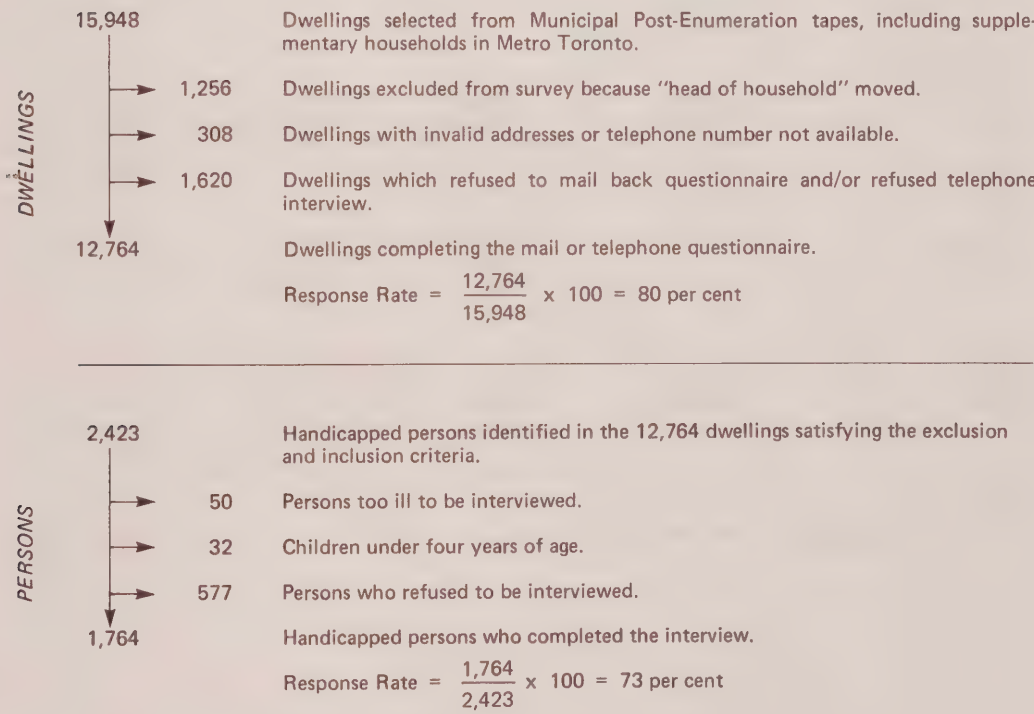 DWELLINGS
15,948 Dwellings selected from Municipal Post-Enumeration tapes, including supple-
mentary households in Metro Toronto.
1,256 Dwellings excluded from survey because "head of household" moved.
308 Dwellings with invalid addresses or telephone number not available.
1,620 Dwellings which refused to mail back questionnaire and/or refused telephone
interview.
12,764 Dwellings completing the mail or telephone questionnaire.
Response Rate = 12,764 / 15,948 x 100 = 80 per cent
PERSONS
2,423 Handicapped persons identified in the 12,764 dwellings satisfying the exclusion
and inclusion criteria.
50 Persons too ill to be interviewed.
32 Children under four years of age.
577 Persons who refused to be interviewed.
1,764 Handicapped persons who completed the interview.
Response Rate = 1,764 / 2,423 x 100 = 73 per cent